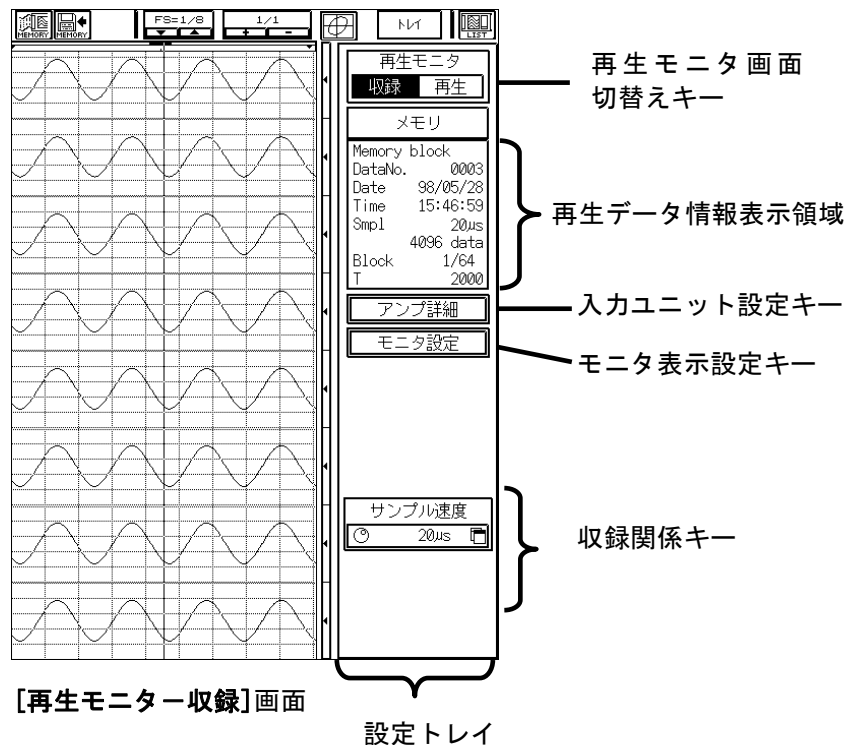 MEMORY MEMORY FS=1/8 1/1 トレイ LIST
+ −
再生モニタ
収録 再生
再生モニタ画面
切替えキー
メモリ
Memory block
DataNo. 0003
Date 98/05/28
Time 15:46:59
Smpl 20μs
4096 data
Block 1/64
T 2000
再生データ情報表示領域
アンプ詳細
入力ユニット設定キー
モニタ設定
モニタ表示設定キー
サンプル速度
20μs
収録関係キー
[再生モニター収録]画面
設定トレイ